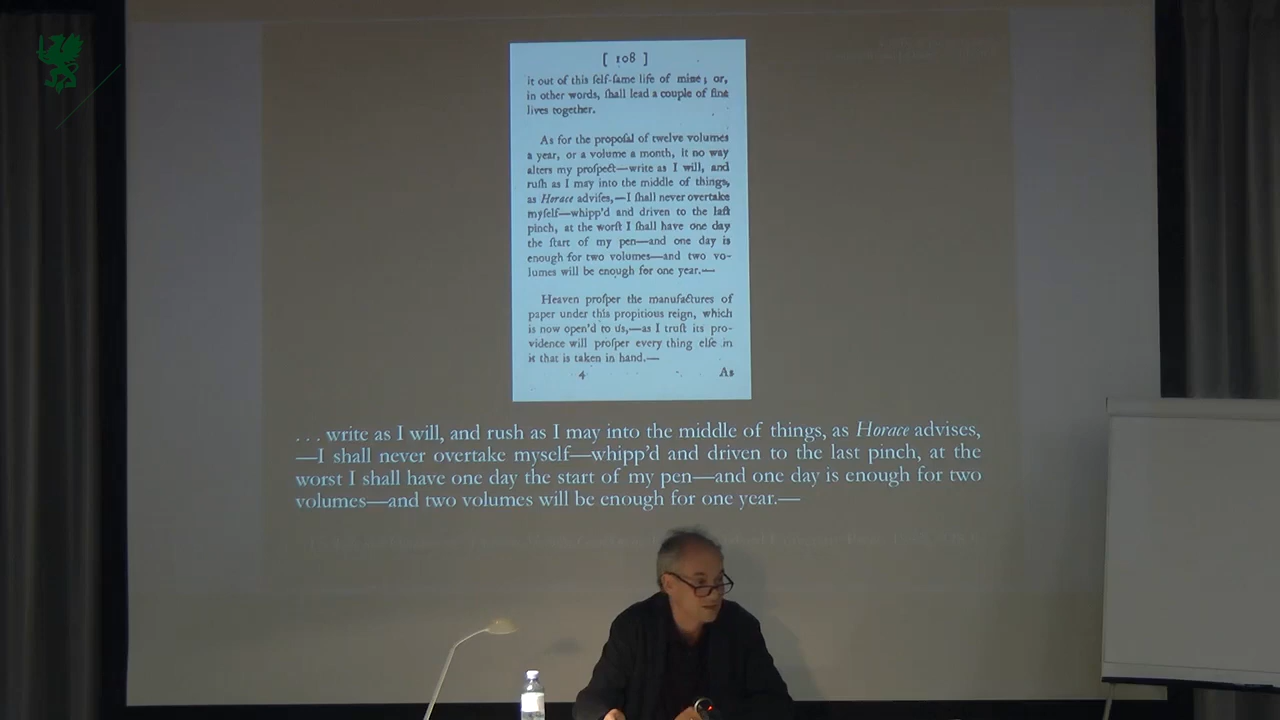 [ 108 ]
it out of this ſelf-ſame life of mine; or,
in other words, ſhall lead a couple of fine
lives together.
As for the propoſal of twelve volumes
a year, or a volume a month, it no way
alters my proſpect—write as I will, and
ruſh as I may into the middle of things,
as Horace adviſes,—I ſhall never overtake
myſelf—whipp'd and driven to the laſt
pinch, at the worſt I ſhall have one day
the ſtart of my pen—and one day is
enough for two volumes—and two vo-
lumes will be enough for one year.—
Heaven proſper the manufactures of
paper under this propitious reign, which
is now open'd to us,—as I truſt its pro-
vidence will proſper every thing elſe in
it that is taken in hand.—
4 As
. . . write as I will, and rush as I may into the middle of things, as Horace advises,
—I shall never overtake myself—whipp'd and driven to the last pinch, at the
worst I shall have one day the start of my pen—and one day is enough for two
volumes—and two volumes will be enough for one year.—